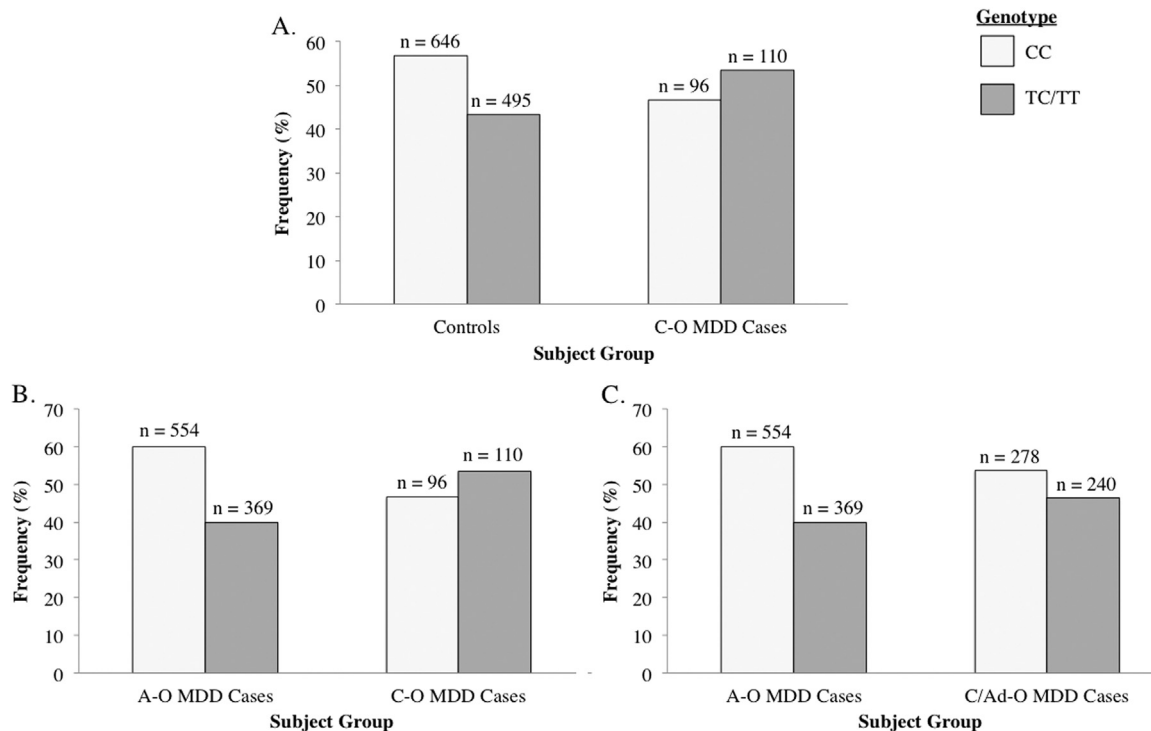 A.
Genotype
CC
TC/TT
60
50
40
30
20
10
0
Frequency (%)
n = 646
n = 495
n = 96
n = 110
Controls
C-O MDD Cases
Subject Group
B.
70
60
50
40
30
20
10
0
Frequency (%)
n = 554
n = 369
n = 96
n = 110
A-O MDD Cases
C-O MDD Cases
Subject Group
C.
70
60
50
40
30
20
10
0
Frequency (%)
n = 554
n = 369
n = 278
n = 240
A-O MDD Cases
C/Ad-O MDD Cases
Subject Group